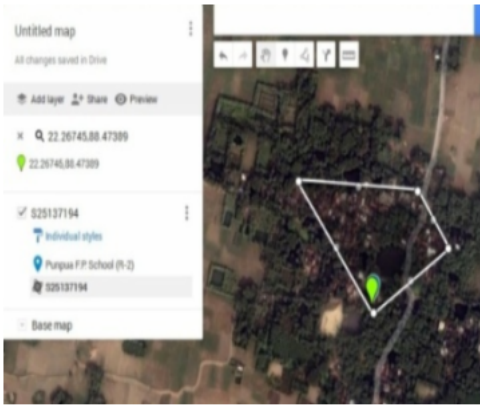 Untitled map
All changes saved in Drive
Add layer Share Preview
22.26745,88.47389
22.26745,88.47389
S25137194
Individual styles
Punpua F.P. School (R-2)
S25137194
Base map